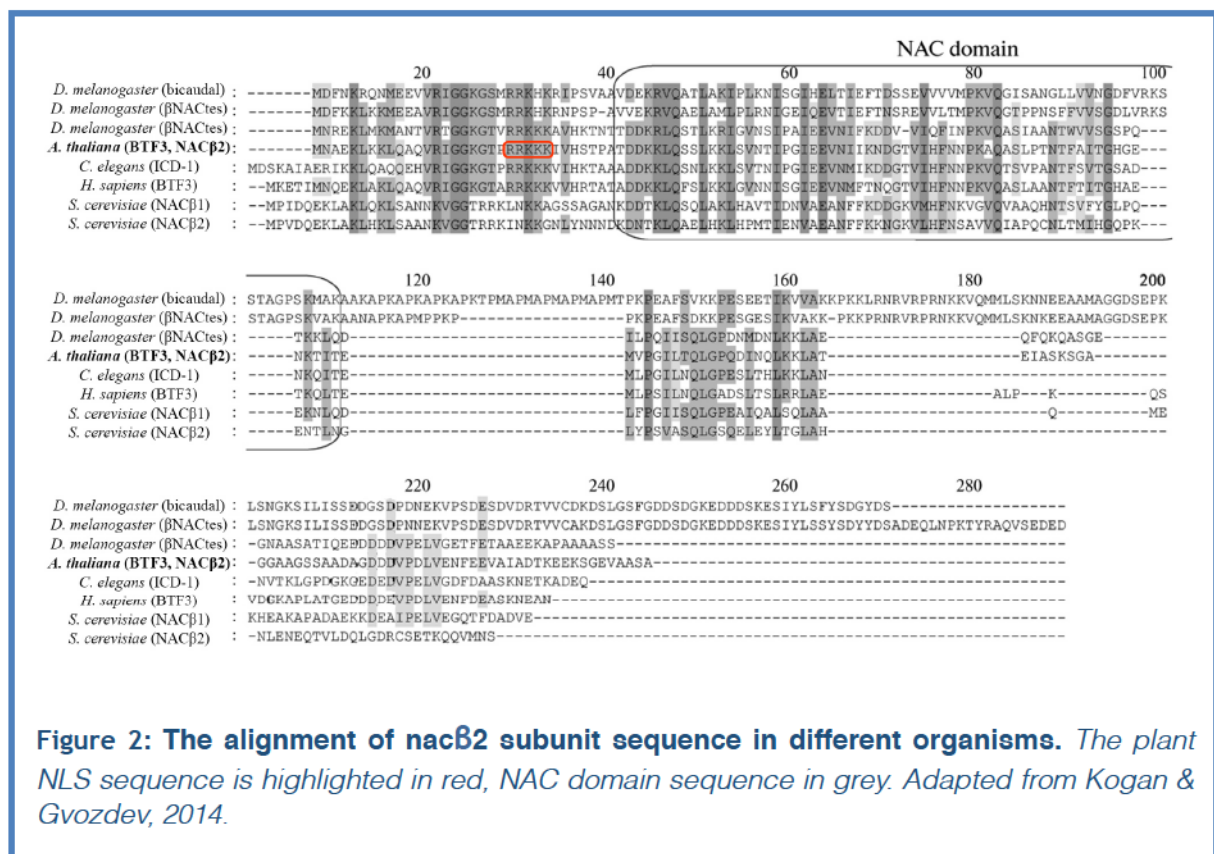 NAC domain
20 40 60 80 100
D. melanogaster (bicaudal) : -------MDFNKRQNMEEVVRIGGKGSMRRKHKRIPSVAAVDEKRVQATLAKIPLKNISGIHELTIEFTDSSEVVVVMPKVQGISANGLLVVNGDFVRKS
D. melanogaster (βNACtes) : -------MDFNKLKKMEEAVRIGGKGSMRRKHKRNPSP-AVVEKRVQAELAMLPLRNIGEIQEVTIEFTDSREVVLTMPKVQGTPPNSFFVVSGDLVRKS
D. melanogaster (βNACtes) : -------MNREKLMKMANTVRTGGKGTVRRKKKAVHKTNTTDDKRLQSTLKRIGVNSIPAIEEVNIFKDDV-VIQFINPKVQASIAANTWVVSGSPQ---
A. thaliana (BTF3, NACβ2) : -------MNAEKLKKLQAQVRIGGKGTPRRKKKIVHSTPATDDKKLQSSLKKLSVNTIPGIEEVNIIKNDGTVIHFNNPKAQASLPTNTFAITGHGE---
C. elegans (ICD-1) : MDSKAIAERIKKLQAQQEHVRIGGKGTPRRKKKVIHKTAAADDKKLQSNLKKLSVTNIPGIEEVNMIKDDGTVIHFNNPKVQTSVPANTFSVTGSAD---
H. sapiens (BTF3) : --MKETIMNQEKLAKLQAQVRIGGKGTARRKKKVVHRTATADDKKLQFSLKKLGVNNISGIEEVNMFTNQGTVIHFNNPKVQASLAANTFTITGHAE---
S. cerevisiae (NACβ1) : --MPIDQEKLAKLQKLSANNKVGGTRRKLNKKAGSSAGANKDDTKLQSQLAKLHAVTIDNVAEANFFKDDGKVMHFNKVGVQVAAQHNTSVFYGLPQ--
S. cerevisiae (NACβ2) : --MPVDQEKLAKLHKLSAANKVGGTRRKINKKGNLYNNNDKDNTKLQAELHKLHPMTIENVAEANFFKKNGKVLHFNSAVVQIAPQCNLTMIHGQPK---
120 140 160 180 200
D. melanogaster (bicaudal) : STAGPSKMAKAAKAPKAPKAPKAPKTPMAPMAPMAPMAPMTPKPEAFSVKKPESEETIKVVAKKPKKLRNRVRPRNKKVQMMLSKNNEEAAMAGGDSEPK
D. melanogaster (βNACtes) : STAGPSKVAKAANAPKAPMPPKP------------------PKPEAFSDKKPESGESIKVAKK-PKKPRNRVRPRNKKVQMMLSKNKEEAAMAGGDSEPK
D. melanogaster (βNACtes) : -----TKKLQD------------------------------ILPQIISQLGPDNMDNLKKLAE---------------------QFQKQASGE-------
A. thaliana (BTF3, NACβ2) : -----NKTITE------------------------------MVPGILTQLGPQDINQLKKLAT---------------------EIASKSGA--------
C. elegans (ICD-1) : -----NKQITE------------------------------MLPGILNQLGPESLTHLKKLAN-------------------------------------
H. sapiens (BTF3) : -----TKQLTE------------------------------MLPSILNQLGADSLTSLRRLAE------------------ALP---K----------QS
S. cerevisiae (NACβ1) : -----EKNLQD------------------------------LFPGIISQLGPEAIQALSQLAA------------------------Q----------ME
S. cerevisiae (NACβ2) : -----ENTLNG------------------------------LYPSVASQLGSQELEYLTGLAH-------------------------------------
220 240 260 280
D. melanogaster (bicaudal) : LSNGKSILISSEDGSDPDNEKVPSDESDVDRTVVCDKDSLGSFGDDSDGKEDDDSKESIYLSFYSDGYDS-------------------
D. melanogaster (βNACtes) : LSNGKSILISSEDGSDPNNEKVPSDESDVDRTVVCAKDSLGSFGDDSDGKEDDDSKESIYLSSYSDYYDSADEQLNPKTYRAQVSEDED
D. melanogaster (βNACtes) : -GNAASATIQEDDDDDVPELVGETFETAAEEKAPAAAASS-------------------------------------------------
A. thaliana (BTF3, NACβ2) : -GGAAGSSAADAGDDDVPDLVENFEEVAIADTKEEKSGEVAASA---------------------------------------------
C. elegans (ICD-1) : -NVTKLGPDGKGEDEDVPELVGDFDAASKNETKADEQ----------------------------------------------------
H. sapiens (BTF3) : VDGKAPLATGEDDDDEVPDLVENFDEASKNEAN--------------------------------------------------------
S. cerevisiae (NACβ1) : KHEAKAPADAEKKDEAIPELVEGQTFDADVE----------------------------------------------------------
S. cerevisiae (NACβ2) : -NLENEQTVLDQLGDRCSETKQQVMNS--------------------------------------------------------------
Figure 2: The alignment of nacß2 subunit sequence in different organisms. The plant
NLS sequence is highlighted in red, NAC domain sequence in grey. Adapted from Kogan &
Gvozdev, 2014.